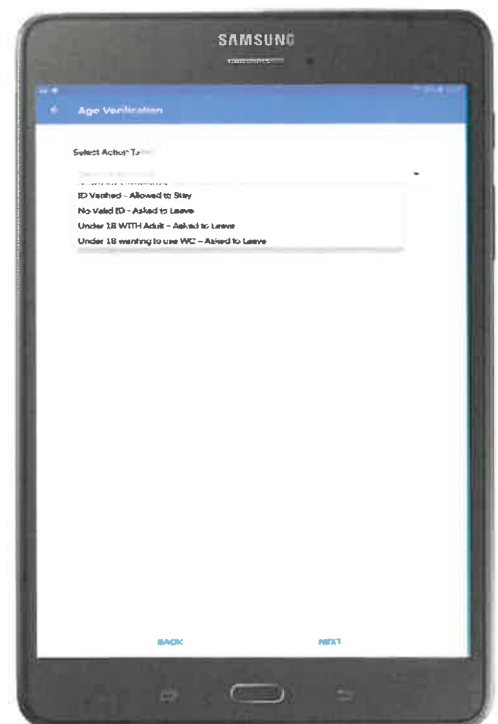 SAMSUNG
Age Verification
Select Action
ID Verified - Allowed to Stay
No Valid ID - Asked to Leave
Under 18 WITH Adult - Asked to Leave
Under 18 wanting to use WC - Asked to Leave
BACK
NEXT